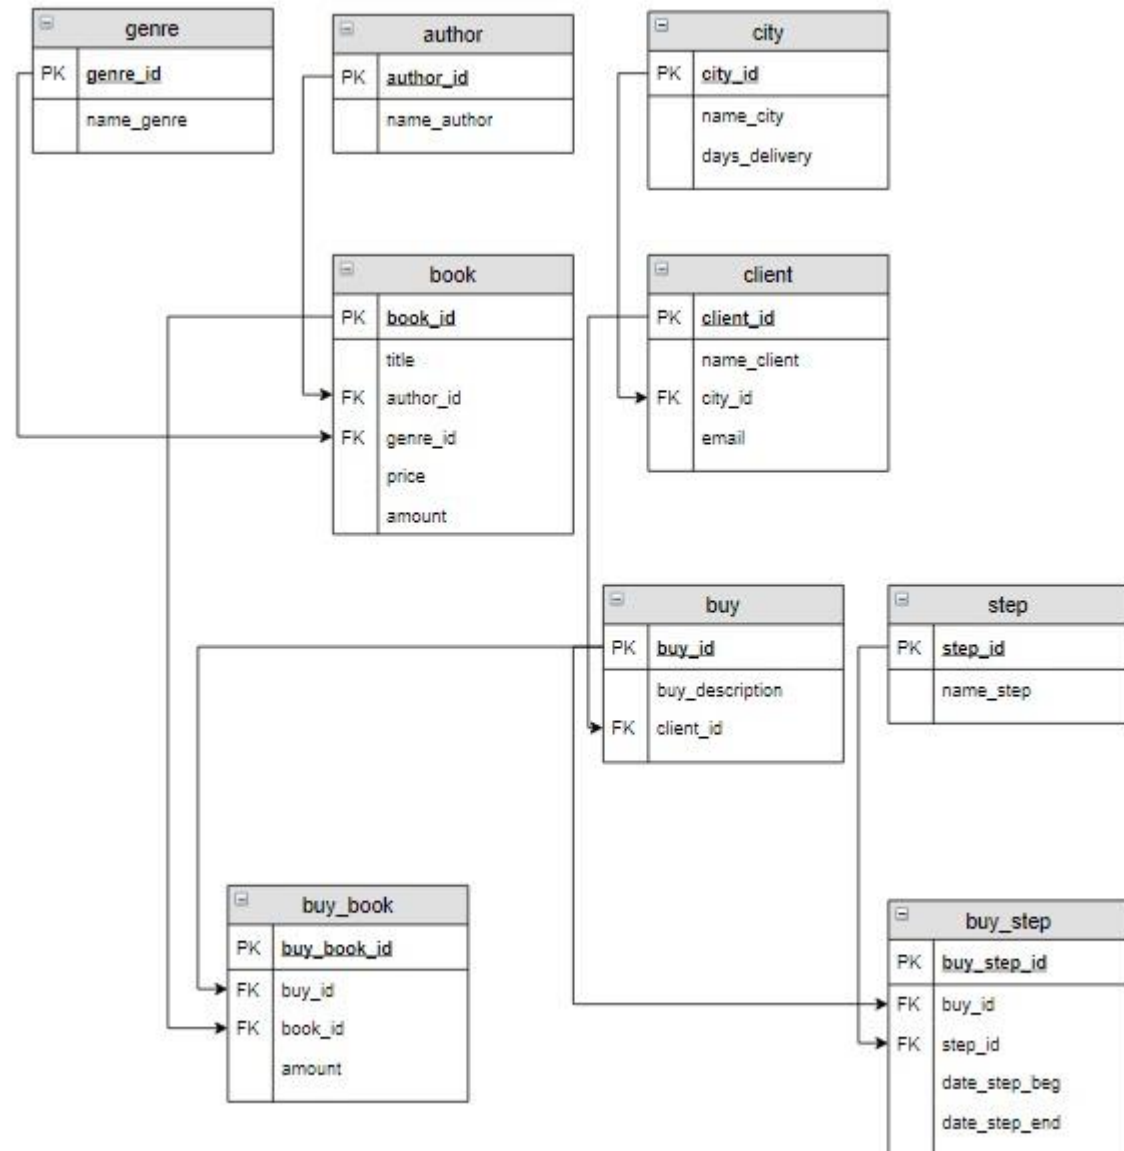 genre
PK genre_id
name_genre
author
PK author_id
name_author
city
PK city_id
name_city
days_delivery
book
PK book_id
title
FK author_id
FK genre_id
price
amount
client
PK client_id
name_client
FK city_id
email
buy
PK buy_id
buy_description
FK client_id
step
PK step_id
name_step
buy_book
PK buy_book_id
FK buy_id
FK book_id
amount
buy_step
PK buy_step_id
FK buy_id
FK step_id
date_step_beg
date_step_end